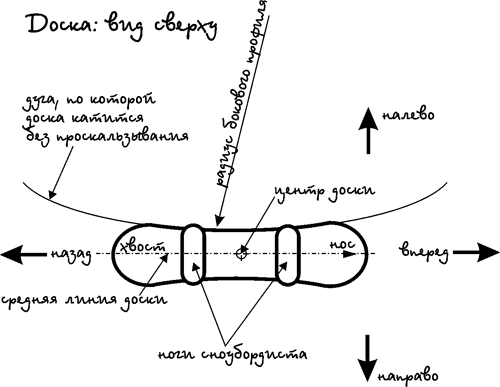 Доска: вид сверху
радиус бокового профиля
дуга, по которой
доска катится
без проскальзывания
налево
центр доски
хвост
нос
назад
вперед
средняя линия доски
ноги сноубордиста
направо